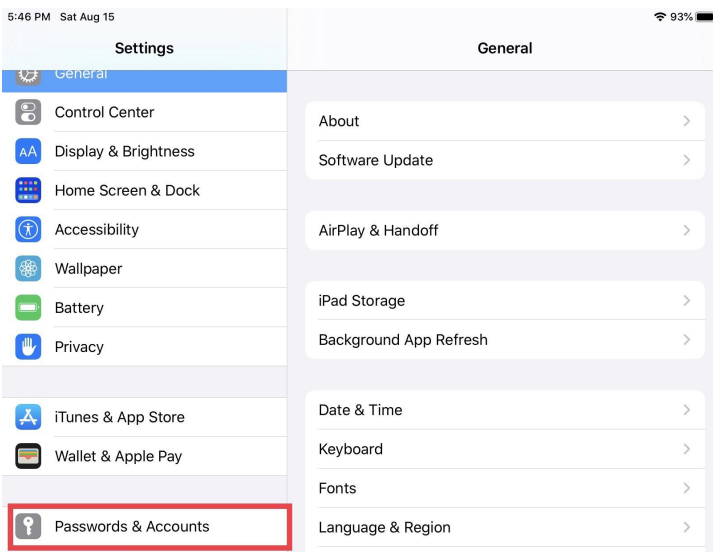 5:46 PM Sat Aug 15
93%
Settings
General
General
Control Center
AA Display & Brightness
Home Screen & Dock
Accessibility
Wallpaper
Battery
Privacy
iTunes & App Store
Wallet & Apple Pay
Passwords & Accounts
About
Software Update
AirPlay & Handoff
iPad Storage
Background App Refresh
Date & Time
Keyboard
Fonts
Language & Region